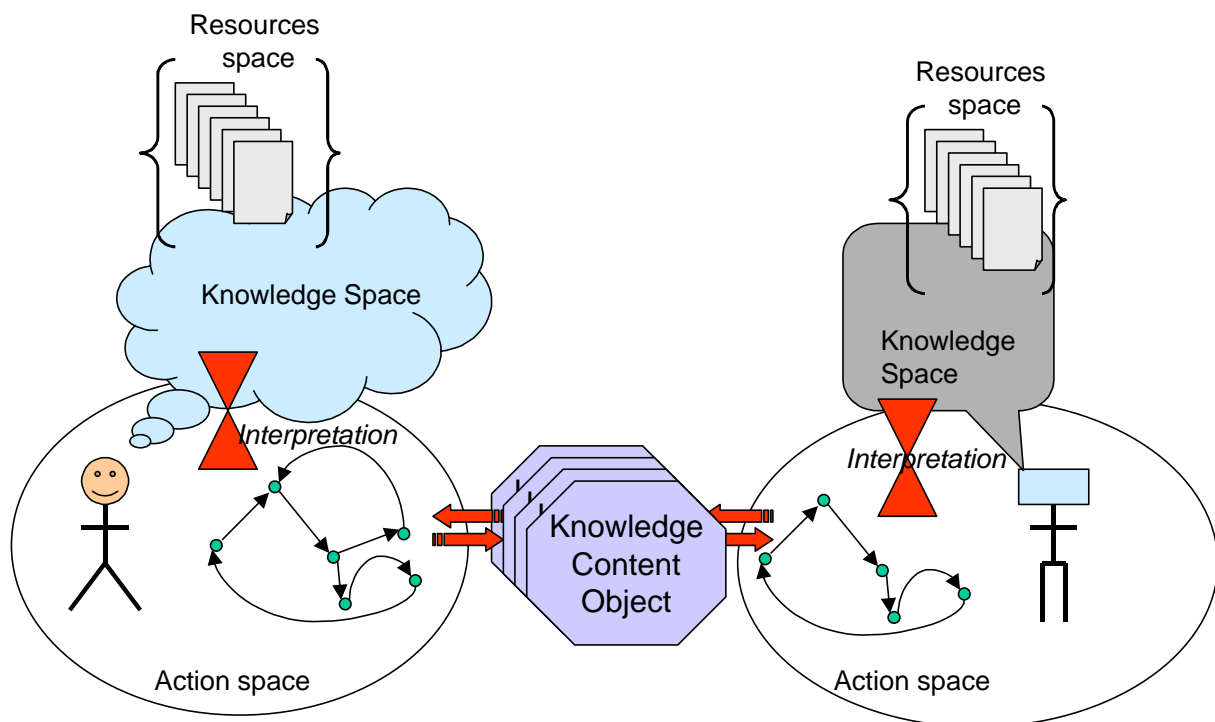 Resources
space
Knowledge Space
Interpretation
Action space
Knowledge
Content
Object
Resources
space
Knowledge
Space
Interpretation
Action space